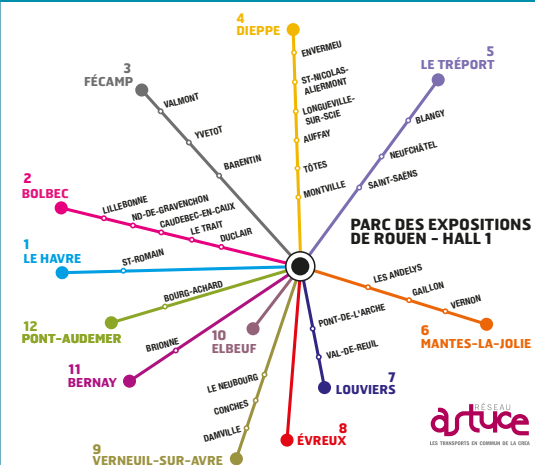 4
DIEPPE
ENVERMEU
ST-NICOLAS-
ALIERMONT
LONGUEVILLE-
SUR-SCIE
AUFFAY
TÔTES
MONTVILLE
5
LE TRÉPORT
BLANGY
NEUFCHÂTEL
SAINT-SAËNS
3
FÉCAMP
VALMONT
YVETOT
BARENTIN
2
BOLBEC
LILLEBONNE
ND-DE-GRAVENCHON
CAUDEBEC-EN-CAUX
LE TRAIT
DUCLAIR
PARC DES EXPOSITIONS
DE ROUEN - HALL 1
1
LE HAVRE
ST-ROMAIN
LES ANDELYS
GAILLON
VERNON
6
MANTES-LA-JOLIE
BOURG-ACHARD
12
PONT-AUDEMER
10
ELBEUF
PONT-DE-L'ARCHE
VAL-DE-REUIL
7
LOUVIERS
BRIONNE
11
BERNAY
LE NEUBOURG
CONCHES
DAMVILLE
9
VERNEUIL-SUR-AVRE
8
ÉVREUX
RÉSEAU
astuce
LES TRANSPORTS EN COMMUN DE LA CREA